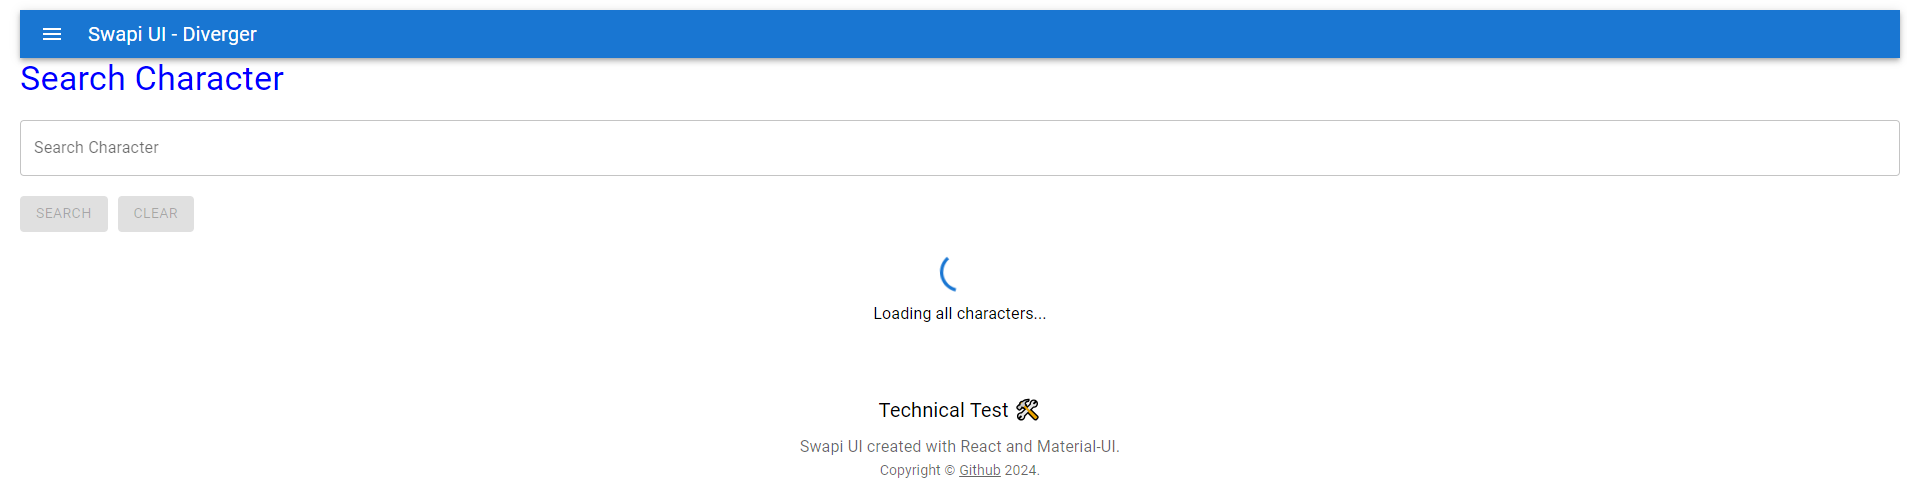 Swapi UI - Diverger
Search Character
Search Character
SEARCH
CLEAR
Loading all characters...
Technical Test 🛠
Swapi UI created with React and Material-UI.
Copyright © Github 2024.